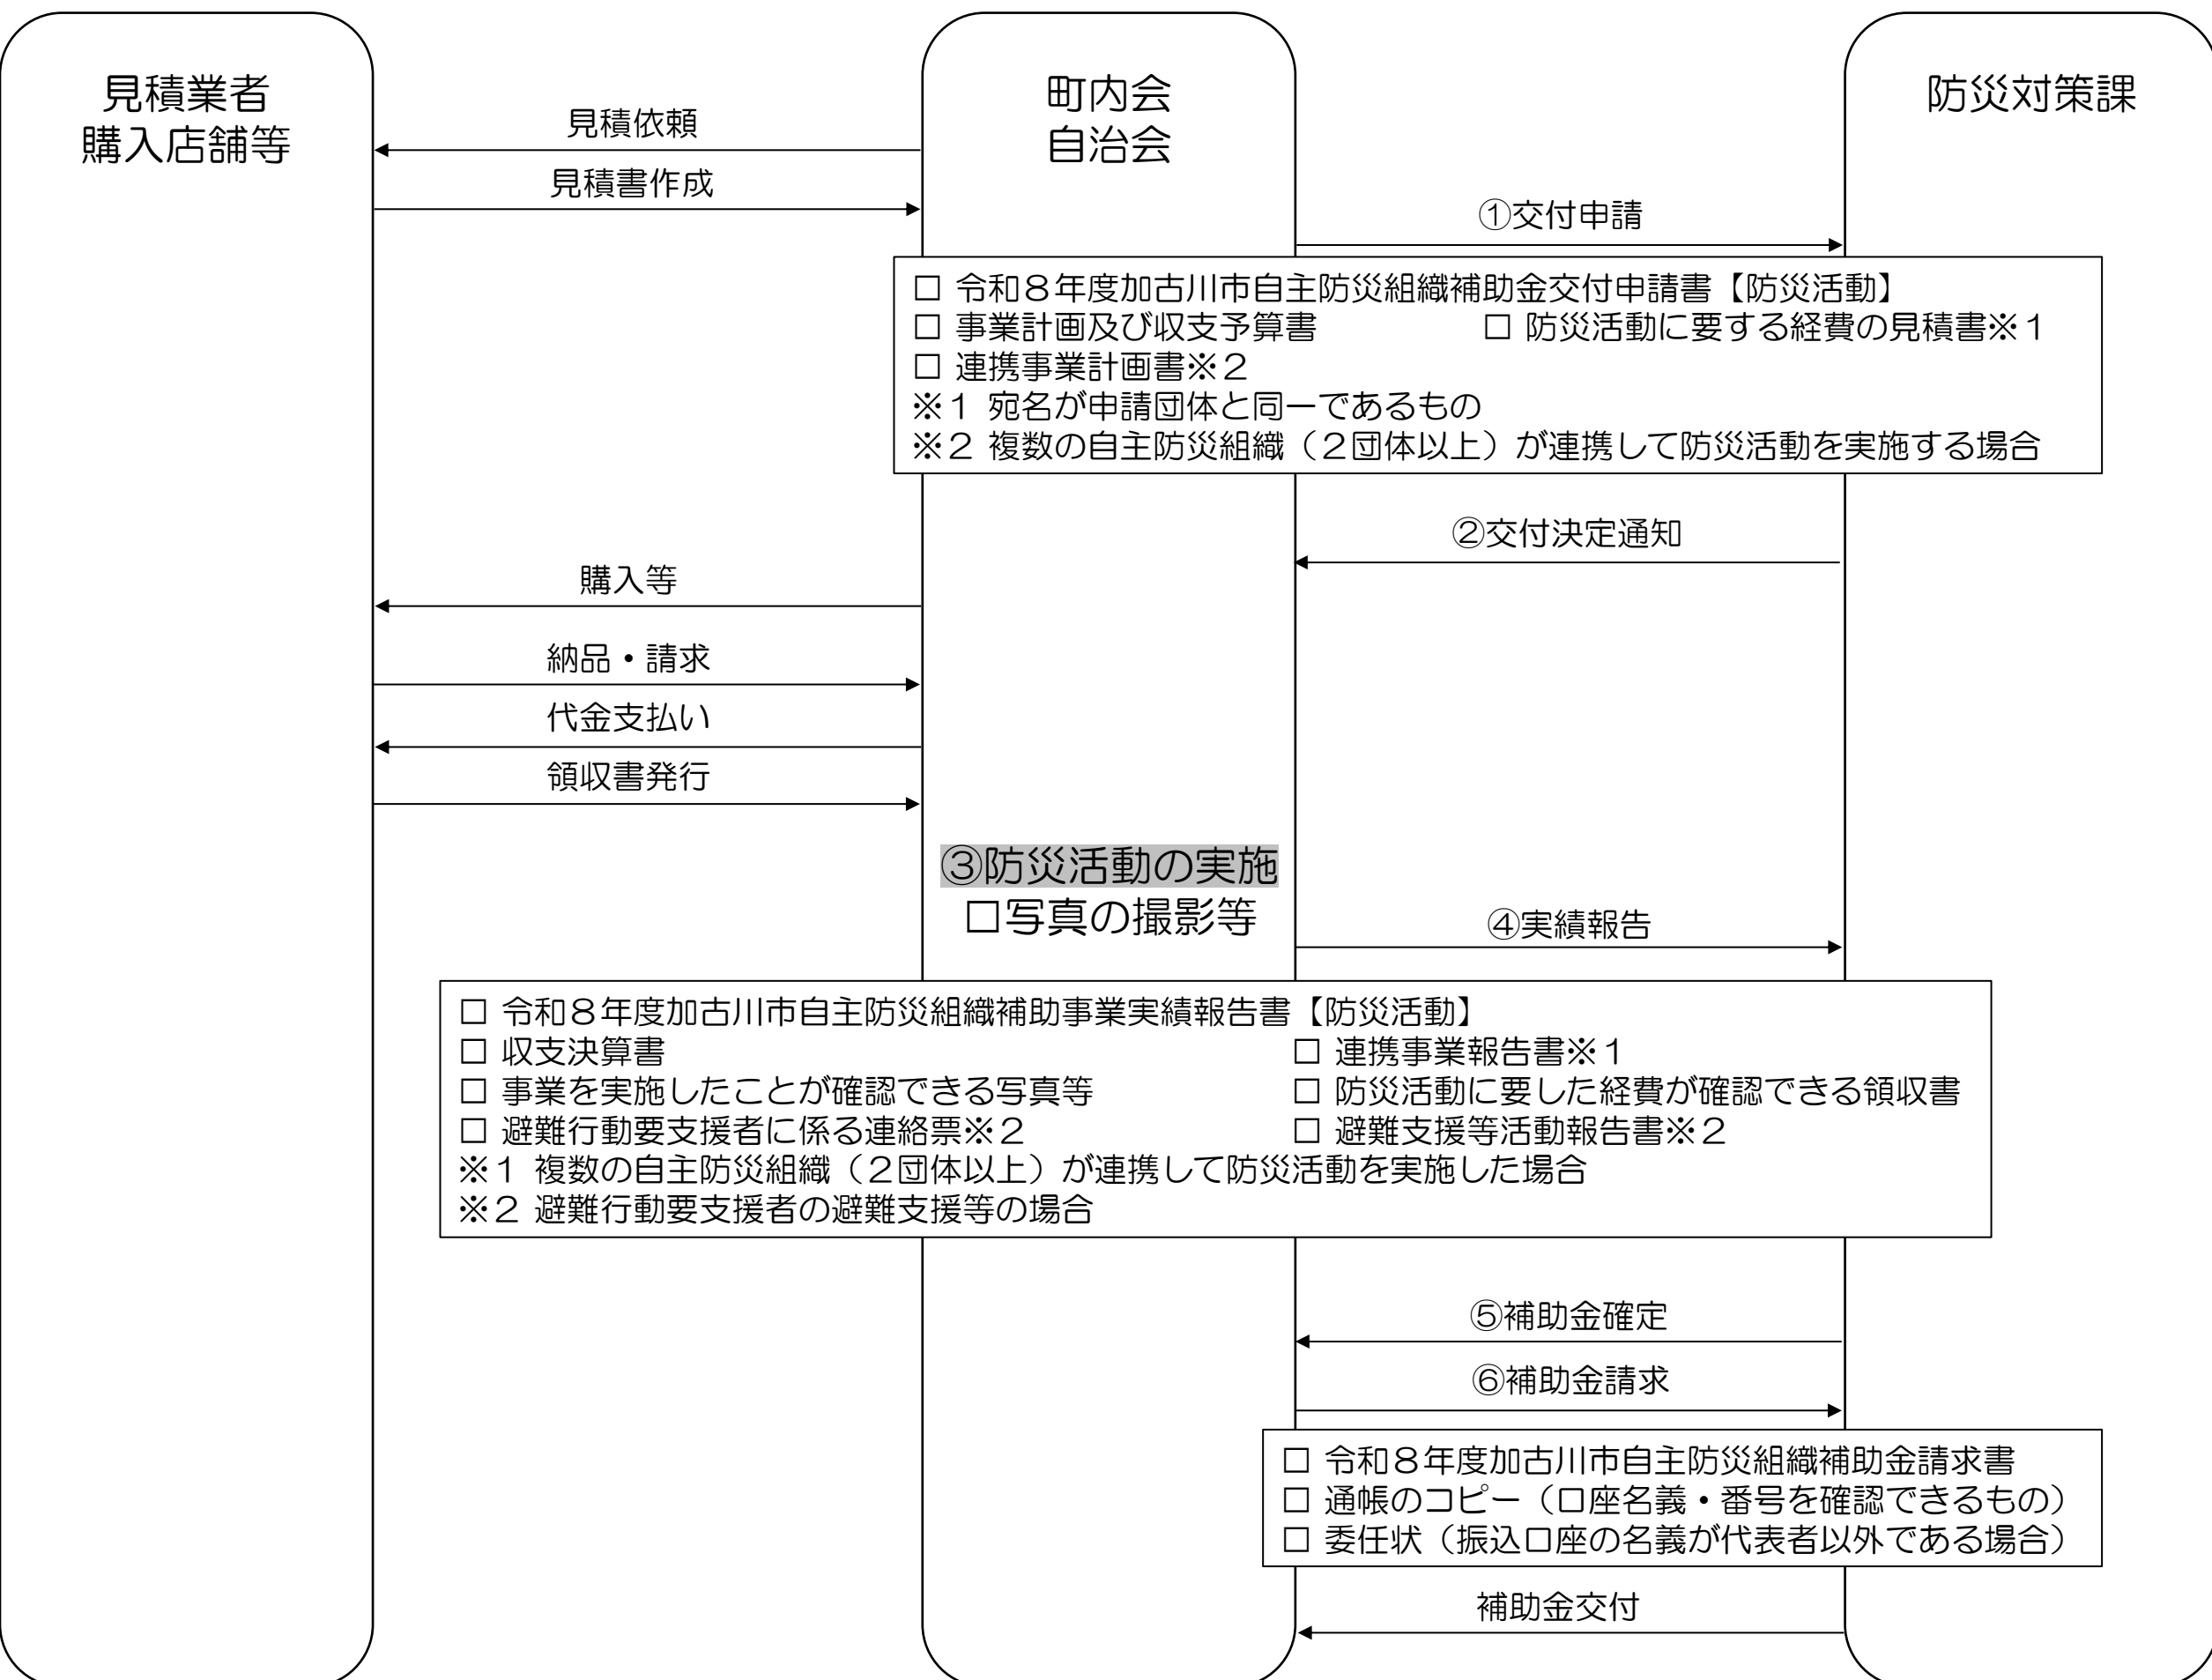 見積業者
購入店舗等
町内会
自治会
防災対策課
見積依頼
見積書作成
①交付申請
□ 令和８年度加古川市自主防災組織補助金交付申請書【防災活動】
□ 事業計画及び収支予算書　□ 防災活動に要する経費の見積書※１
□ 連携事業計画書※２
※１ 宛名が申請団体と同一であるもの
※２ 複数の自主防災組織（２団体以上）が連携して防災活動を実施する場合
②交付決定通知
購入等
納品・請求
代金支払い
領収書発行
③防災活動の実施
□写真の撮影等
④実績報告
□ 令和８年度加古川市自主防災組織補助事業実績報告書【防災活動】
□ 収支決算書　□ 連携事業報告書※１
□ 事業を実施したことが確認できる写真等　□ 防災活動に要した経費が確認できる領収書
□ 避難行動要支援者に係る連絡票※２　□ 避難支援等活動報告書※２
※１ 複数の自主防災組織（２団体以上）が連携して防災活動を実施した場合
※２ 避難行動要支援者の避難支援等の場合
⑤補助金確定
⑥補助金請求
□ 令和８年度加古川市自主防災組織補助金請求書
□ 通帳のコピー（口座名義・番号を確認できるもの）
□ 委任状（振込口座の名義が代表者以外である場合）
補助金交付